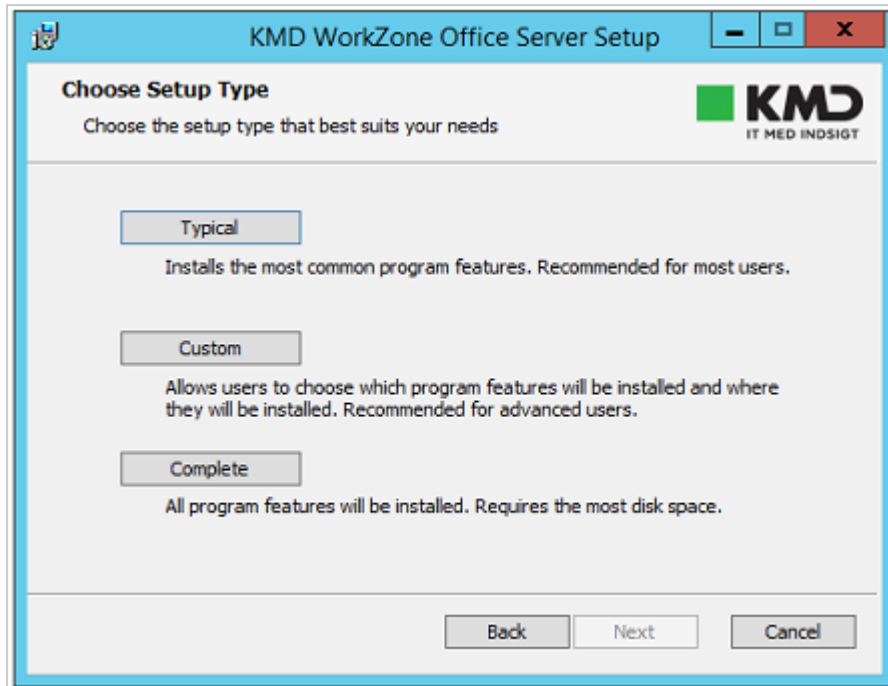 KMD WorkZone Office Server Setup
Choose Setup Type
Choose the setup type that best suits your needs
KMD
IT MED INDSIGT
Typical
Installs the most common program features. Recommended for most users.
Custom
Allows users to choose which program features will be installed and where
they will be installed. Recommended for advanced users.
Complete
All program features will be installed. Requires the most disk space.
Back Next Cancel